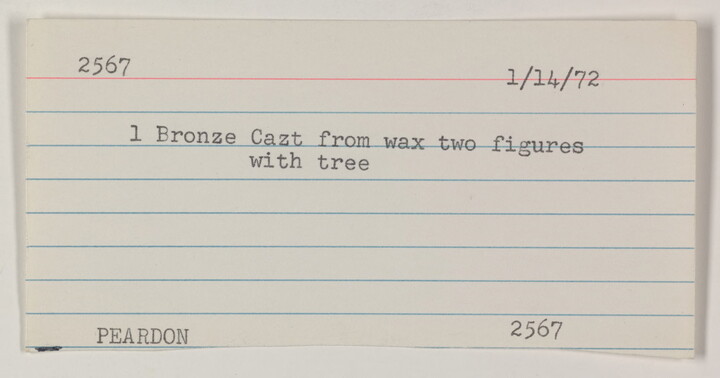 2567 1/14/72
1 Bronze Cazt from wax two figures
with tree
PEARDON 2567